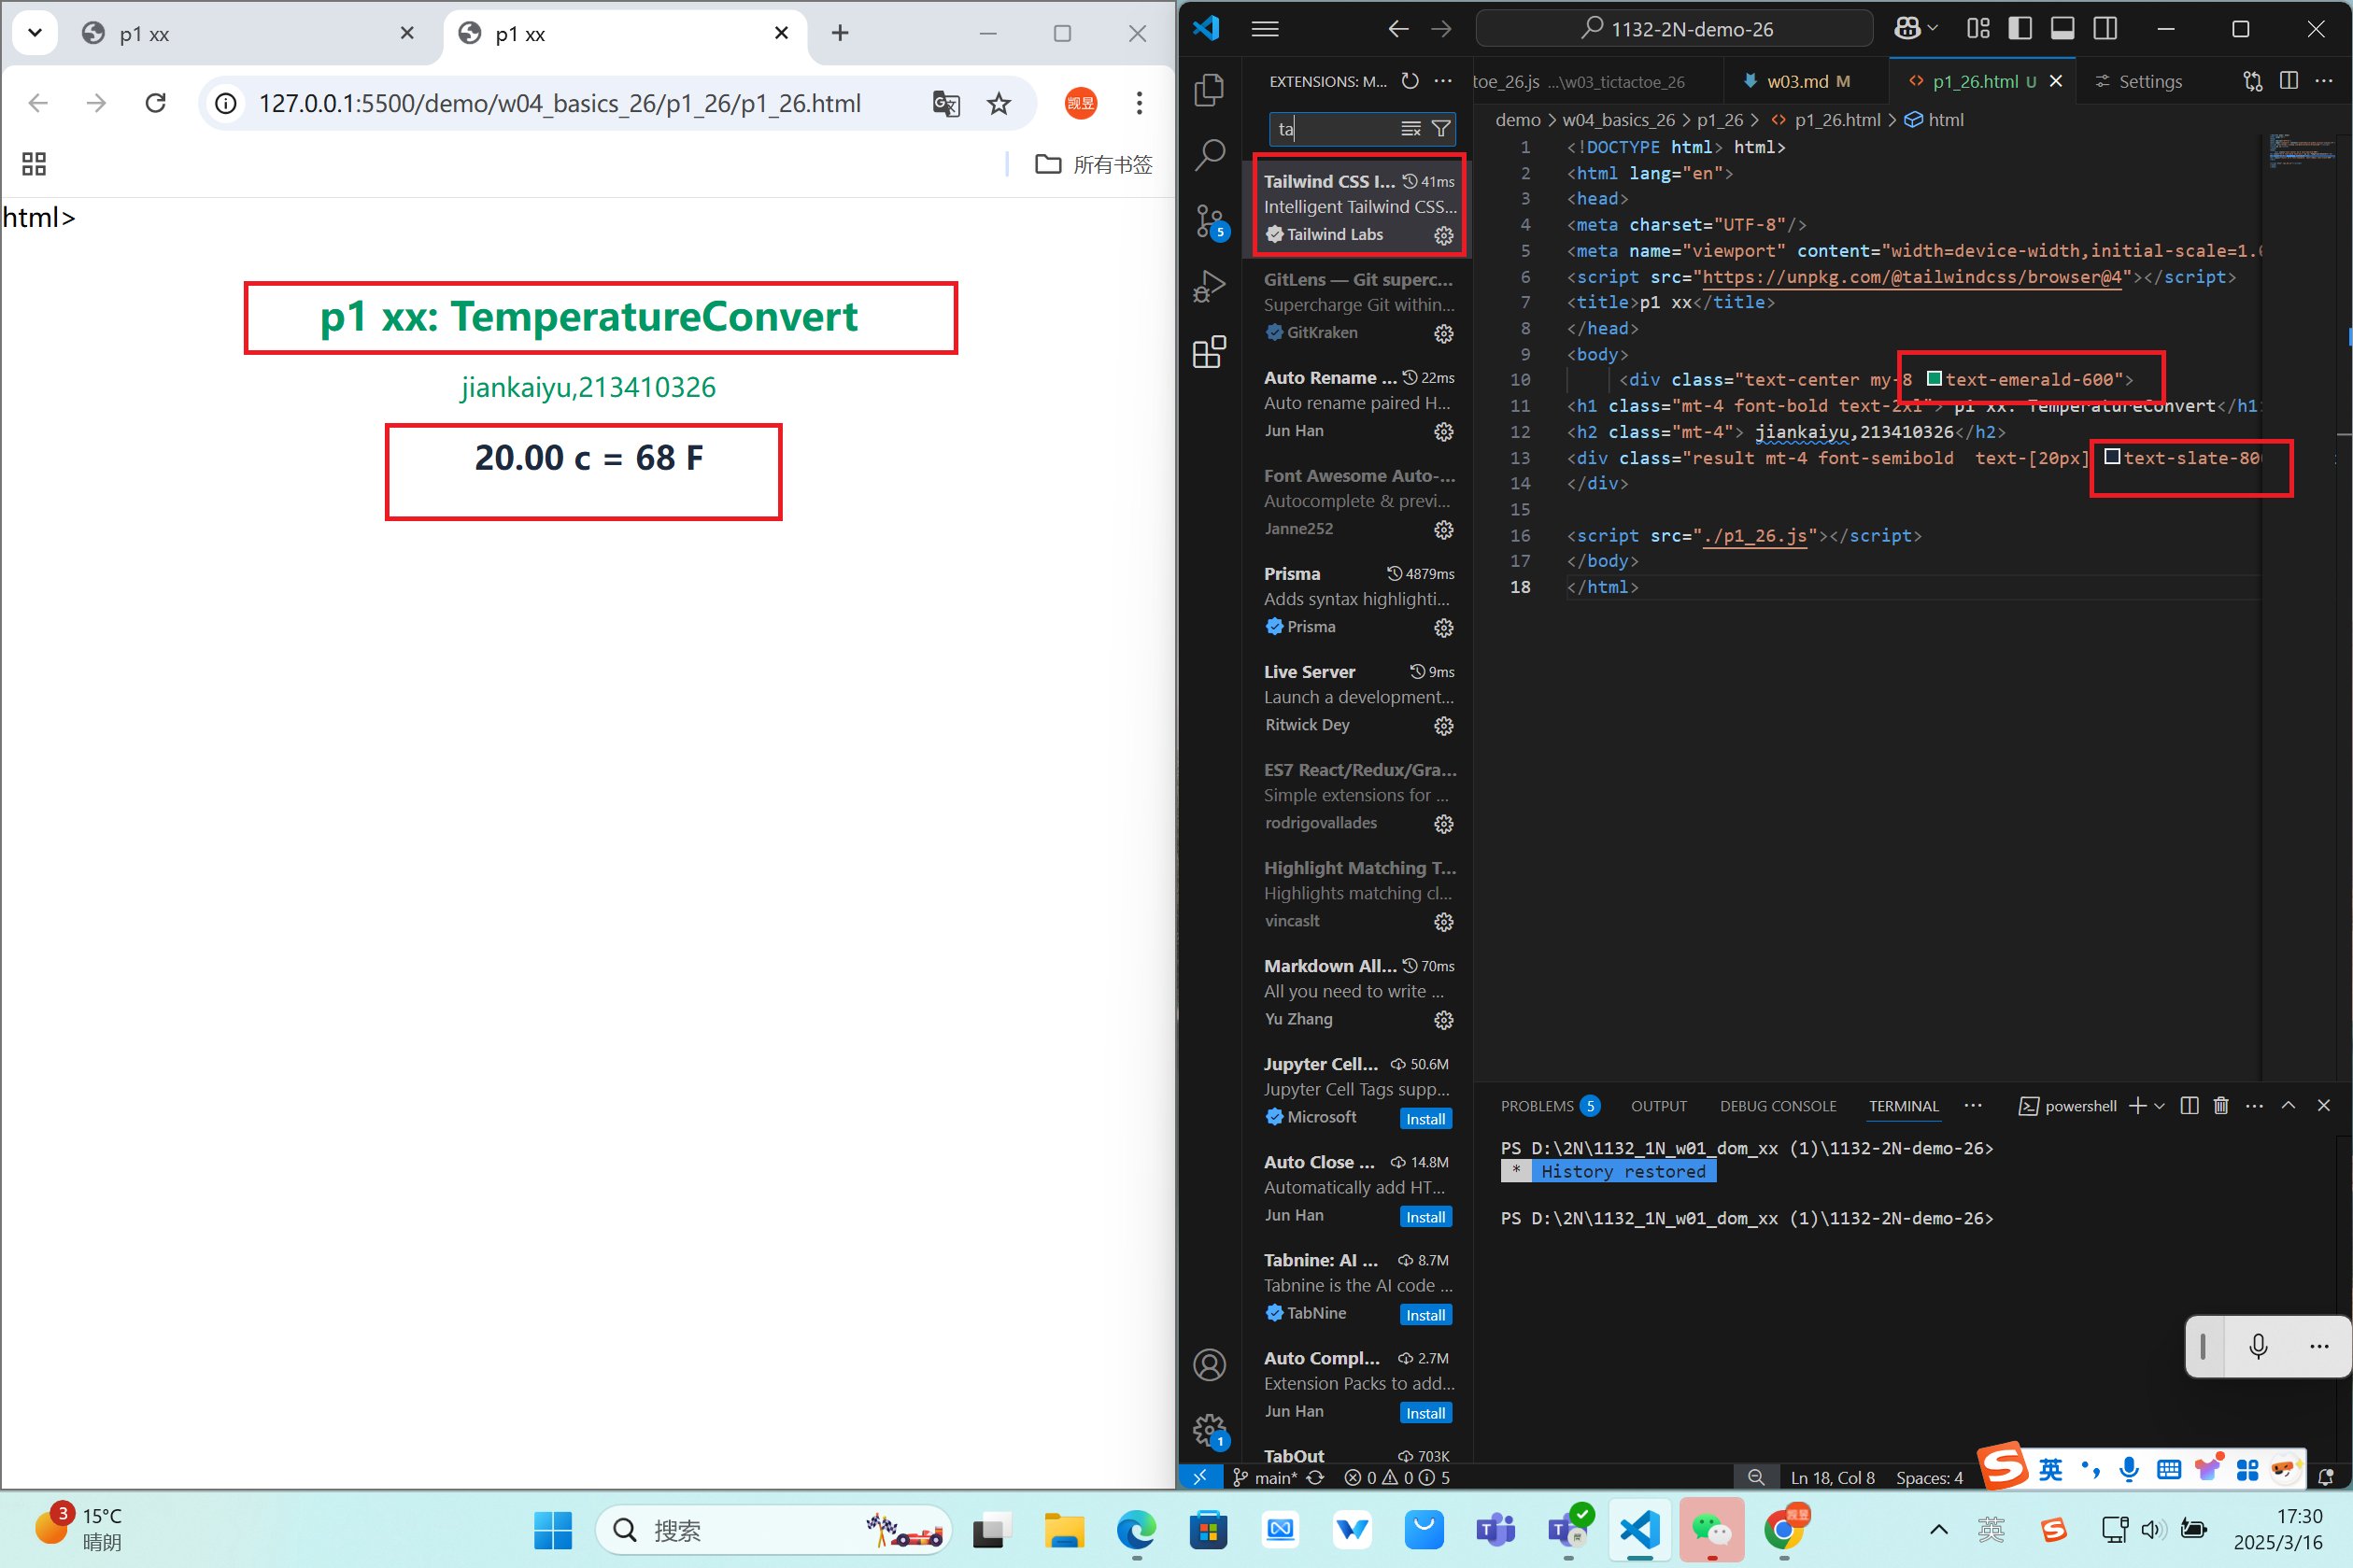 p1 xx
p1 xx
127.0.0.1:5500/demo/w04_basics_26/p1_26/p1_26.html
觊昱
所有书签
html>
p1 xx: TemperatureConvert
jiankaiyu,213410326
20.00 c = 68 F
1132-2N-demo-26
EXTENSIONS: M...
ta
Tailwind CSS I... 41ms
Intelligent Tailwind CSS...
Tailwind Labs
GitLens — Git superc...
Supercharge Git within...
GitKraken
Auto Rename ... 22ms
Auto rename paired H...
Jun Han
Font Awesome Auto-...
Autocomplete & previ...
Janne252
Prisma 4879ms
Adds syntax highlighti...
Prisma
Live Server 9ms
Launch a development...
Ritwick Dey
ES7 React/Redux/Gra...
Simple extensions for ...
rodrigovallades
Highlight Matching T...
Highlights matching cl...
vincaslt
Markdown All... 70ms
All you need to write ...
Yu Zhang
Jupyter Cell... 50.6M
Jupyter Cell Tags supp...
Microsoft Install
Auto Close ... 14.8M
Automatically add HT...
Jun Han Install
Tabnine: AI ... 8.7M
Tabnine is the AI code ...
TabNine Install
Auto Compl... 2.7M
Extension Packs to add...
Jun Han Install
TabOut 703K
5
1
toe_26.js ...\w03_tictactoe_26
w03.md M
p1_26.html U
Settings
demo > w04_basics_26 > p1_26 > p1_26.html > html
1 <!DOCTYPE html> html>
2 <html lang="en">
3 <head>
4 <meta charset="UTF-8"/>
5 <meta name="viewport" content="width=device-width,initial-scale=1.0
6 <script src="https://unpkg.com/@tailwindcss/browser@4"></script>
7 <title>p1 xx</title>
8 </head>
9 <body>
10 <div class="text-center my-8 text-emerald-600">
11 <h1 class="mt-4 font-bold text-2xl"> p1 xx: TemperatureConvert</h1>
12 <h2 class="mt-4"> jiankaiyu,213410326</h2>
13 <div class="result mt-4 font-semibold  text-[20px] text-slate-80
14 </div>
15
16 <script src="./p1_26.js"></script>
17 </body>
18 </html>
PROBLEMS 5 OUTPUT DEBUG CONSOLE TERMINAL ... powershell
PS D:\2N\1132_1N_w01_dom_xx (1)\1132-2N-demo-26>
* History restored
PS D:\2N\1132_1N_w01_dom_xx (1)\1132-2N-demo-26>
main* 0 0 5
Ln 18, Col 8 Spaces: 4
英
3
15°C
晴朗
搜索
觊昱
英
17:30
2025/3/16